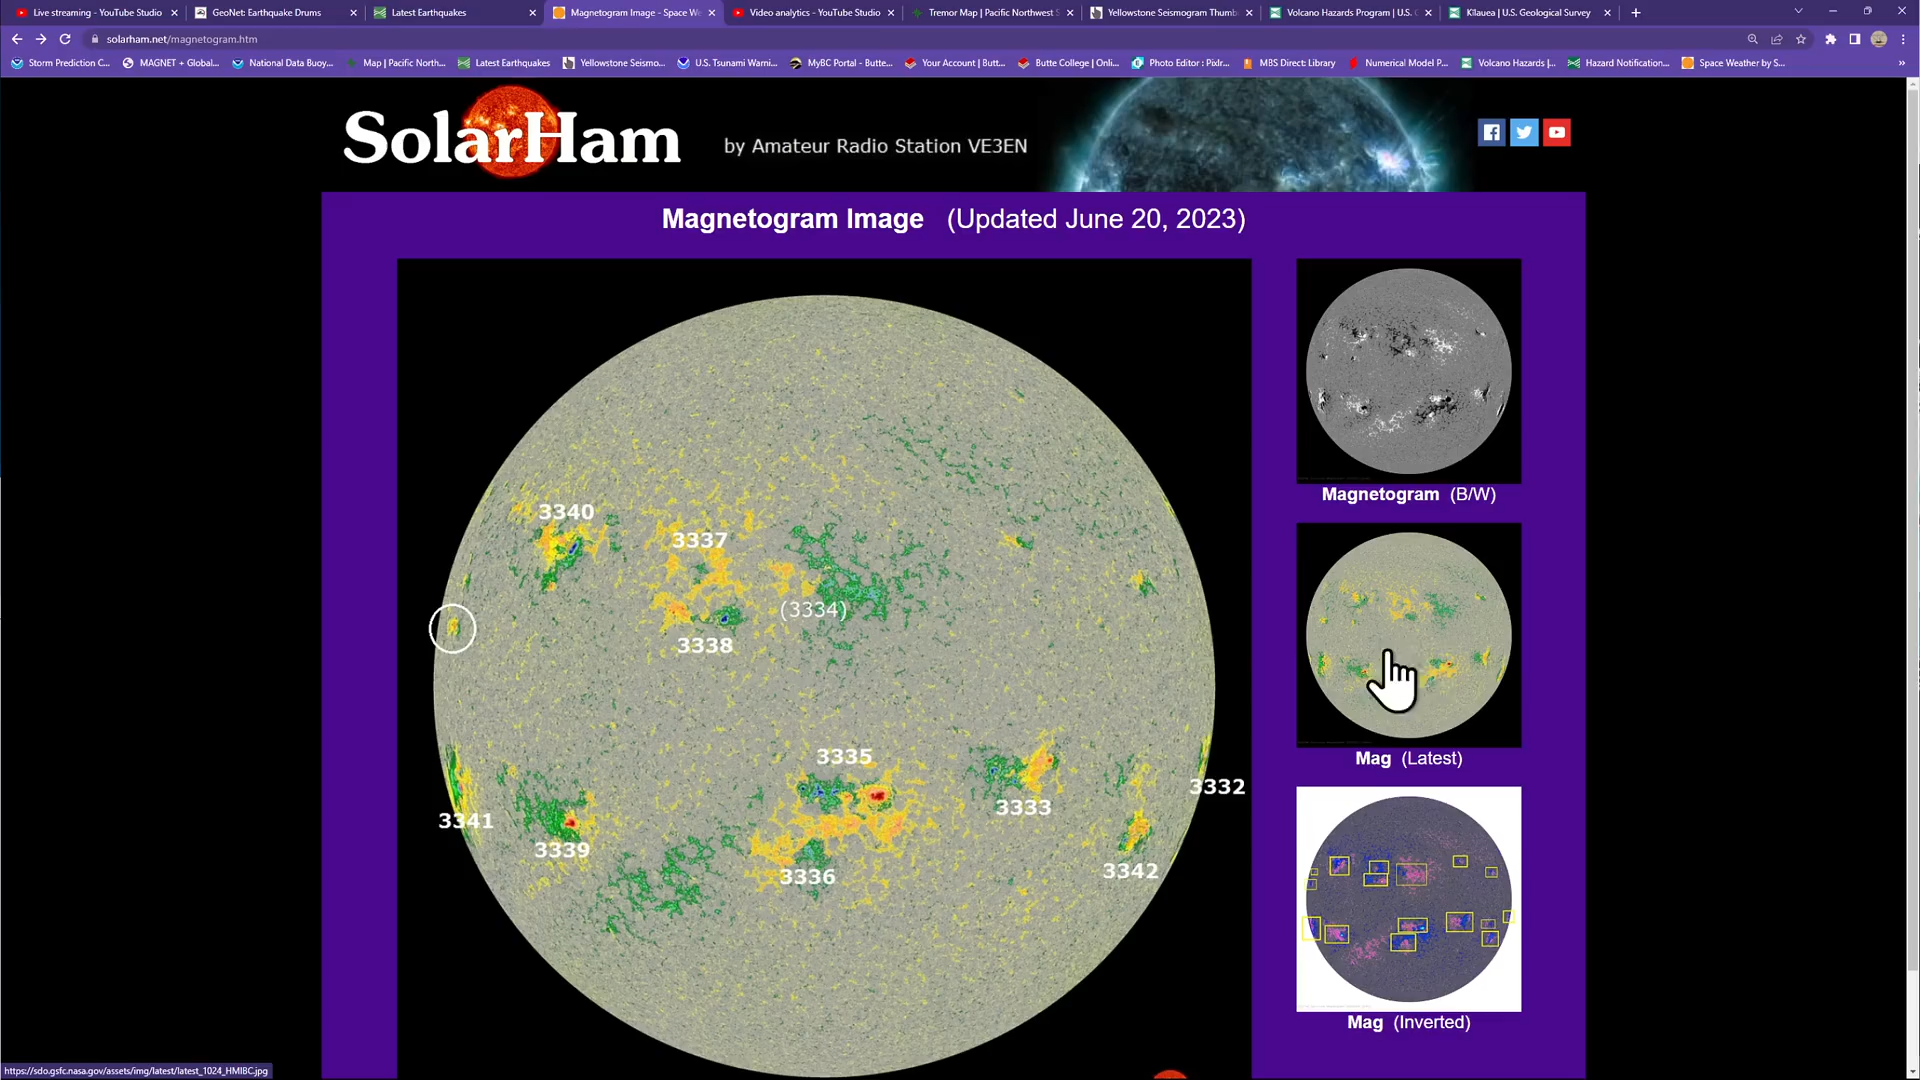 Live streaming - YouTube Studio
GeoNet: Earthquake Drums
Latest Earthquakes
Magnetogram Image - Space We
Video analytics - YouTube Studio
Tremor Map | Pacific Northwest S
Yellowstone Seismogram Thumb
Volcano Hazards Program | U.S. G
Kīlauea | U.S. Geological Survey
solarham.net/magnetogram.htm
Storm Prediction C...
MAGNET + Global...
National Data Buoy...
Map | Pacific North...
Latest Earthquakes
Yellowstone Seismo...
U.S. Tsunami Warni...
MyBC Portal - Butte...
Your Account | Butt...
Butte College | Onli...
Photo Editor : Pixlr...
MBS Direct: Library
Numerical Model P...
Volcano Hazards |...
Hazard Notification...
Space Weather by S...
SolarHam
by Amateur Radio Station VE3EN
Magnetogram Image (Updated June 20, 2023)
3340
3337
(3334)
3338
3335
3332
3333
3341
3339
3342
3336
Magnetogram (B/W)
Mag (Latest)
Mag (Inverted)
https://sdo.gsfc.nasa.gov/assets/img/latest/latest_1024_HMIBC.jpg